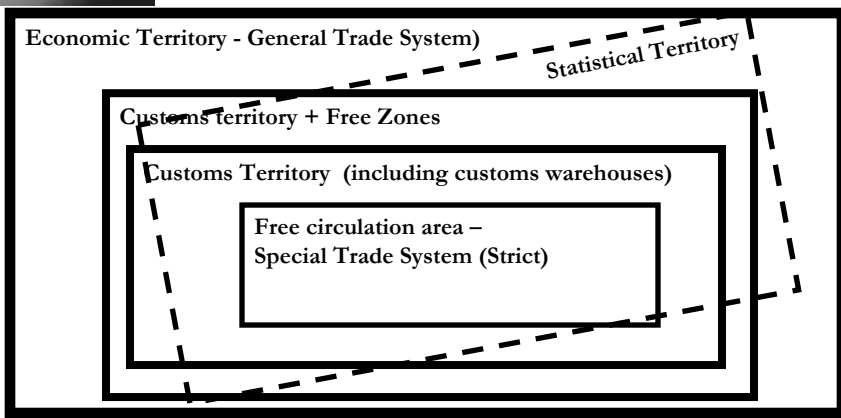 Economic Territory - General Trade System)
Statistical Territory
Customs territory + Free Zones
Customs Territory (including customs warehouses)
Free circulation area –
Special Trade System (Strict)